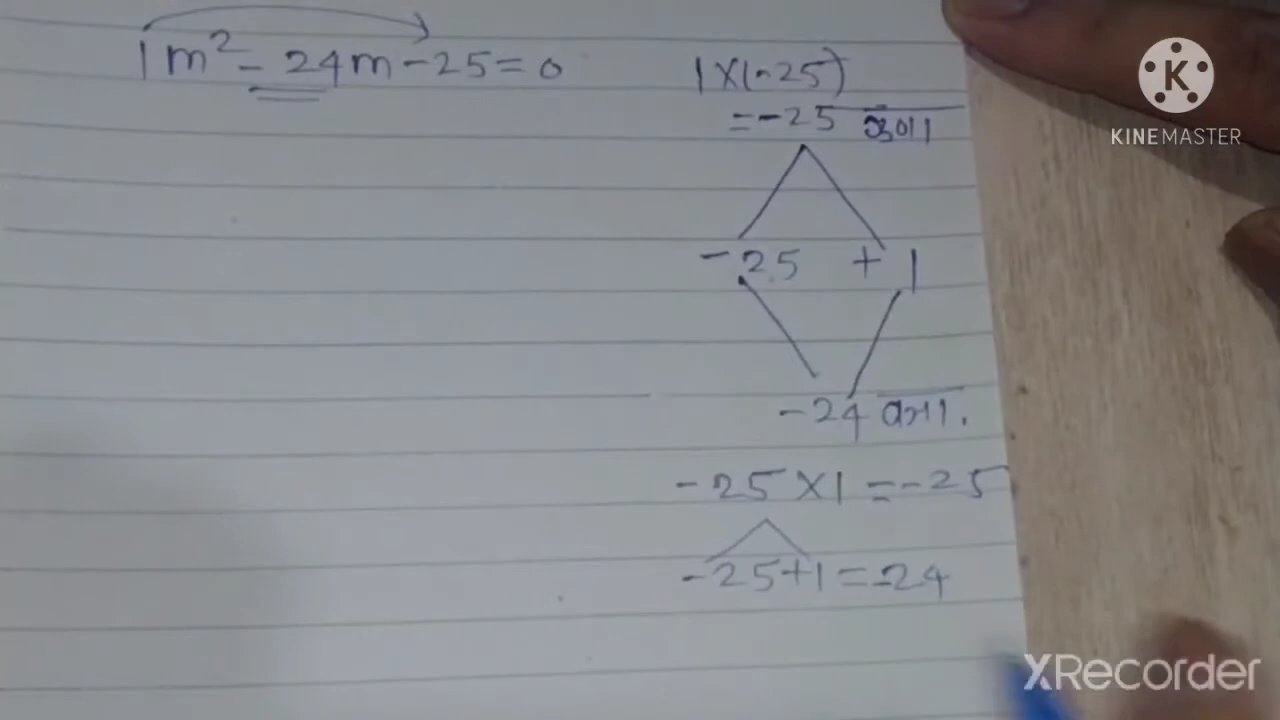 1m² - 24m - 25 = 0
1 × (-25)
= -25
-25 + 1
-24
-25 × 1 = -25
-25 + 1 = -24
KINEMASTER
XRecorder